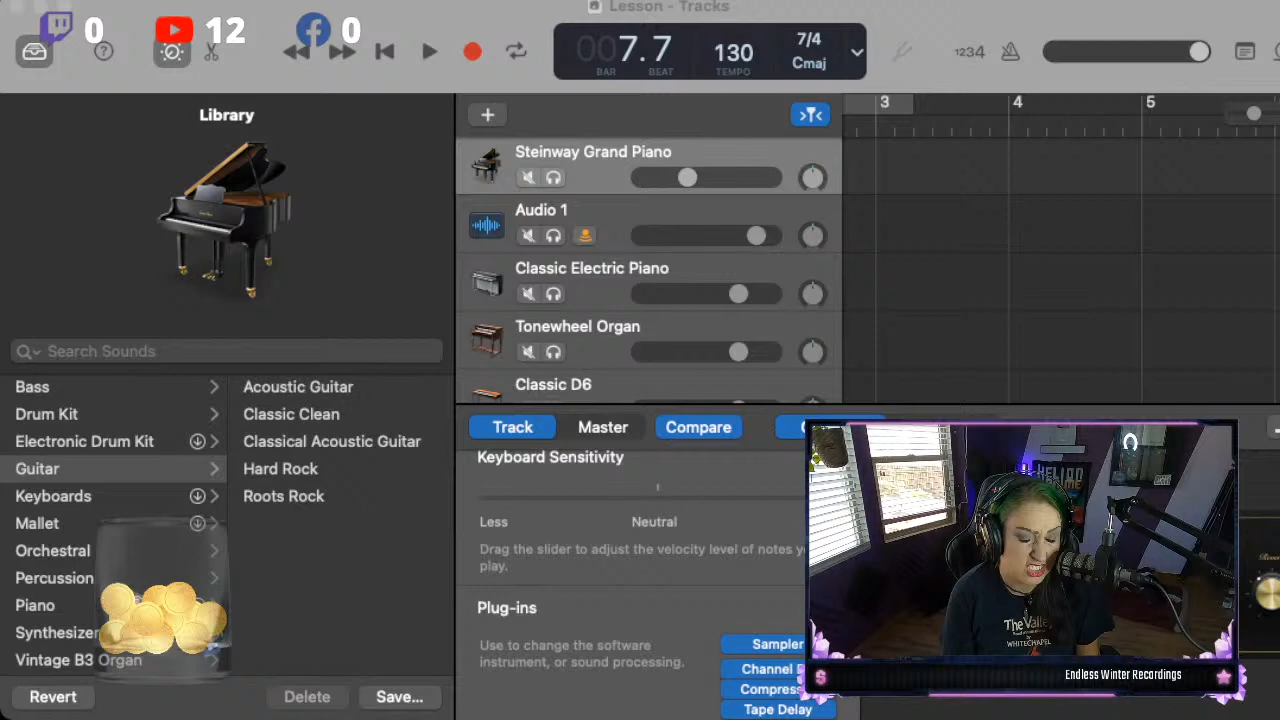 0
12
0
Lesson - Tracks
007.7
BAR
BEAT
130
TEMPO
7/4
Cmaj
1234
Library
3
4
5
Steinway Grand Piano
Audio 1
Classic Electric Piano
Tonewheel Organ
Classic D6
Search Sounds
Bass
Drum Kit
Electronic Drum Kit
Guitar
Keyboards
Mallet
Orchestral
Percussion
Piano
Synthesizer
Vintage B3 Organ
Acoustic Guitar
Classic Clean
Classical Acoustic Guitar
Hard Rock
Roots Rock
Revert
Delete
Save...
Track
Master
Compare
Keyboard Sensitivity
Less
Neutral
Drag the slider to adjust the velocity level of notes
play.
Plug-ins
Use to change the software
instrument, or sound processing.
Sampler
Channel
Compress
Tape Delay
The Valley
WHITECHAPEL
Endless Winter Recordings